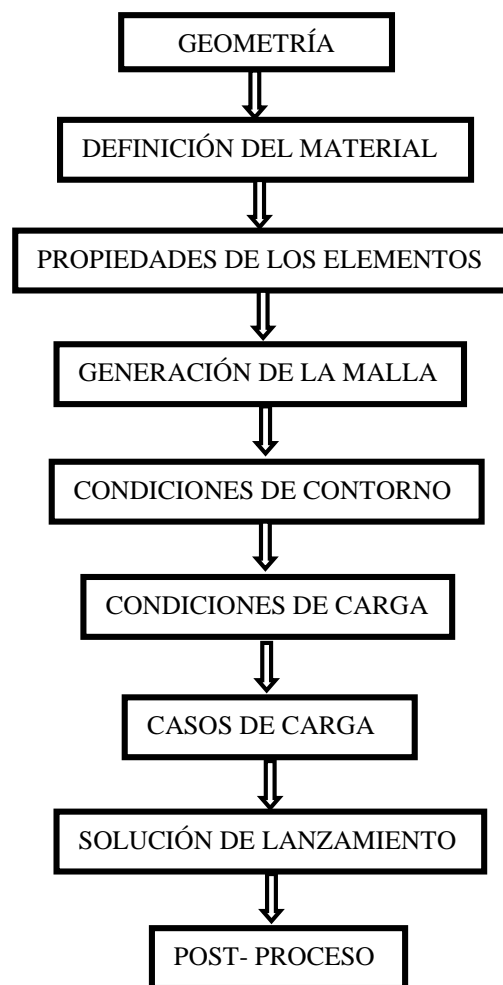 GEOMETRÍA
DEFINICIÓN DEL MATERIAL
PROPIEDADES DE LOS ELEMENTOS
GENERACIÓN DE LA MALLA
CONDICIONES DE CONTORNO
CONDICIONES DE CARGA
CASOS DE CARGA
SOLUCIÓN DE LANZAMIENTO
POST- PROCESO